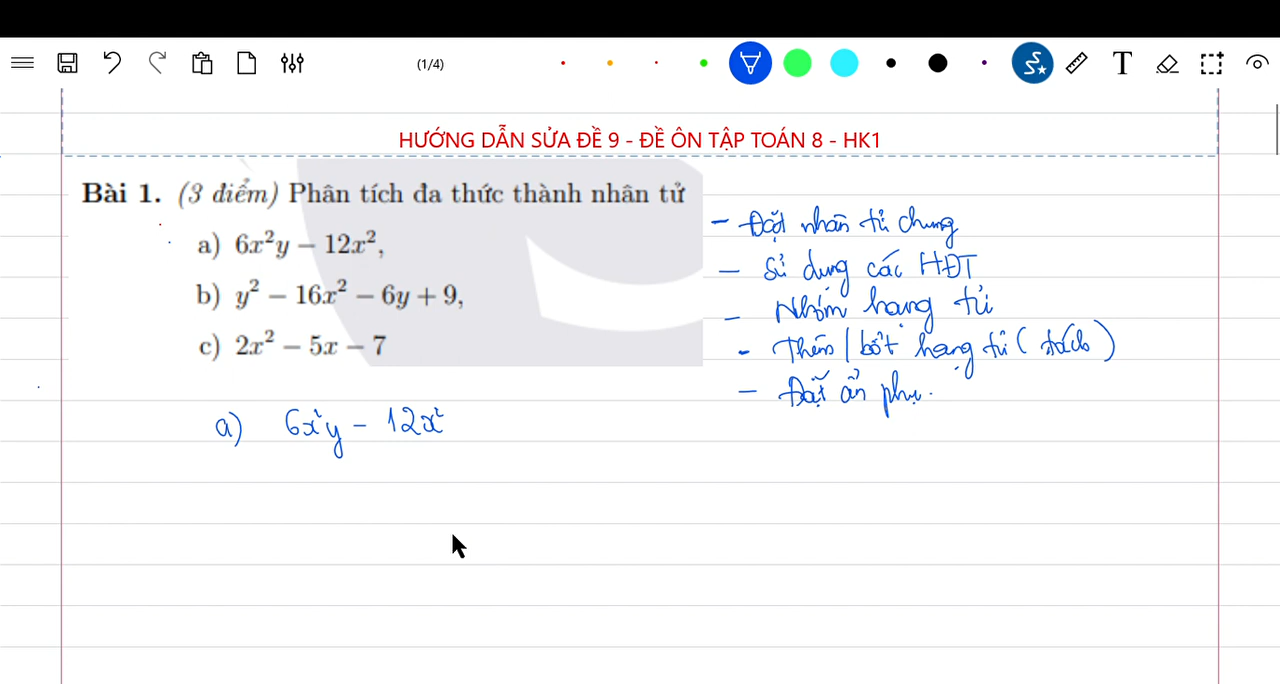 (1/4)
T
HƯỚNG DẪN SỬA ĐỀ 9 - ĐỀ ÔN TẬP TOÁN 8 - HK1
Bài 1. (3 điểm) Phân tích đa thức thành nhân tử
a) 6x²y − 12x²,
b) y² − 16x² − 6y + 9,
c) 2x² − 5x − 7
- Đặt nhân tử chung
- Sử dụng các HĐT
- Nhóm hạng tử
- Thêm / bớt hạng tử (tách)
- Đặt ẩn phụ.
a) 6x²y − 12x²